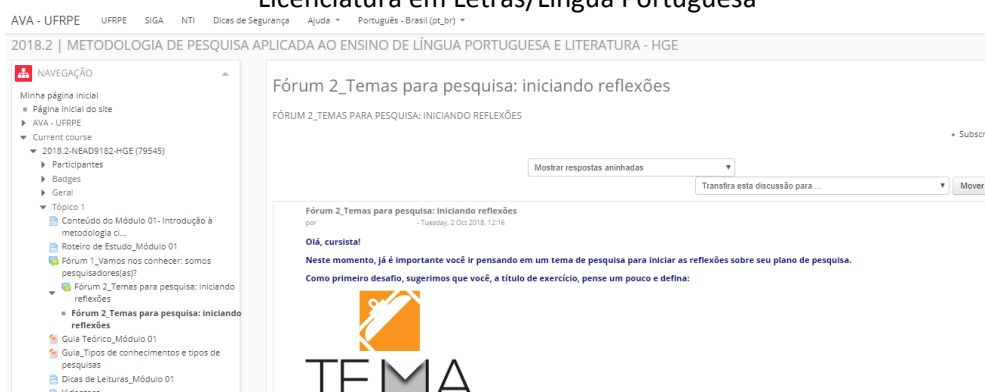 Licenciatura em Letras/Língua Portuguesa
AVA - UFRPE UFRPE SIGA NTI Dicas de Segurança Ajuda Português - Brasil (pt_br)
2018.2 | METODOLOGIA DE PESQUISA APLICADA AO ENSINO DE LÍNGUA PORTUGUESA E LITERATURA - HGE
NAVEGAÇÃO
Minha página inicial
Página inicial do site
AVA - UFRPE
Current course
2018.2-NEAD9182-HGE (79545)
Participantes
Badges
Geral
Tópico 1
Conteúdo do Módulo 01- Introdução à
metodologia ci...
Roteiro de Estudo_Módulo 01
Fórum 1_Vamos nos conhecer: somos
pesquisadores(as)?
Fórum 2_Temas para pesquisa: iniciando
reflexões
Fórum 2_Temas para pesquisa: iniciando
reflexões
Guia Teórico_Módulo 01
Guia_Tipos de conhecimentos e tipos de
pesquisas
Dicas de Leituras_Módulo 01
Fórum 2_Temas para pesquisa: iniciando reflexões
FÓRUM 2_TEMAS PARA PESQUISA: INICIANDO REFLEXÕES
Subscr
Mostrar respostas aninhadas
Transfira esta discussão para ... Mover
Fórum 2_Temas para pesquisa: iniciando reflexões
por - Tuesday, 2 Oct 2018, 12:16
Olá, cursista!
Neste momento, já é importante você ir pensando em um tema de pesquisa para iniciar as reflexões sobre seu plano de pesquisa.
Como primeiro desafio, sugerimos que você, a título de exercício, pense um pouco e defina:
TEMA